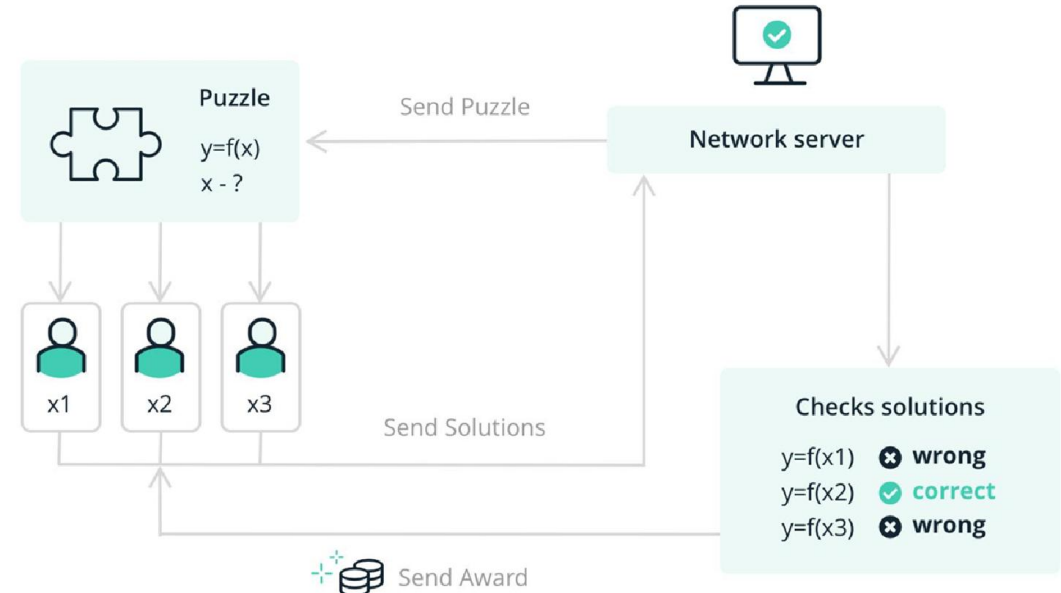 Puzzle
y=f(x)
x - ?
Send Puzzle
Network server
x1
x2
x3
Send Solutions
Checks solutions
y=f(x1) wrong
y=f(x2) correct
y=f(x3) wrong
Send Award